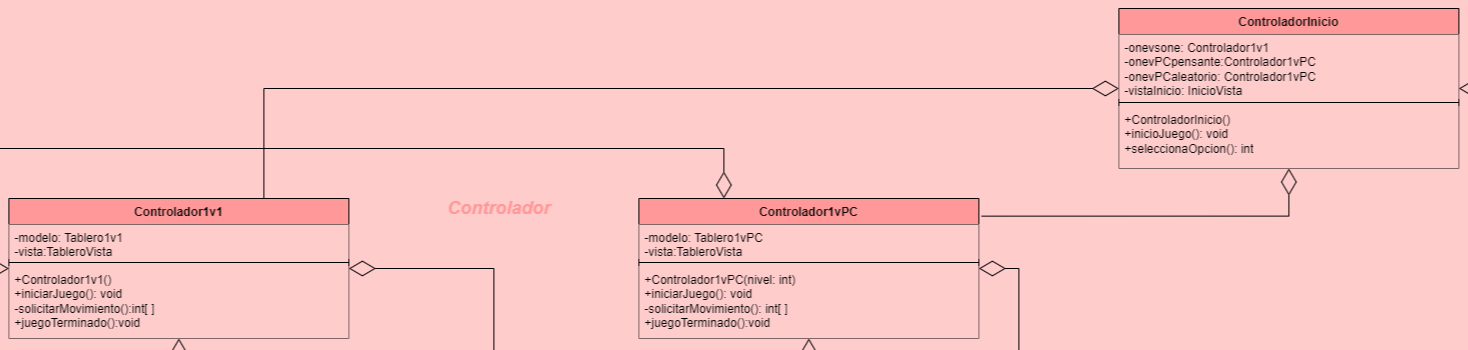 ControladorInicio
-onevsone: Controlador1v1
-onevPCpensante:Controlador1vPC
-onevPCaleatorio: Controlador1vPC
-vistaInicio: InicioVista
+ControladorInicio()
+inicioJuego(): void
+seleccionaOpcion(): int
Controlador
Controlador1v1
-modelo: Tablero1v1
-vista:TableroVista
+Controlador1v1()
+iniciarJuego(): void
-solicitarMovimiento():int[ ]
+juegoTerminado():void
Controlador1vPC
-modelo: Tablero1vPC
-vista:TableroVista
+Controlador1vPC(nivel: int)
+iniciarJuego(): void
-solicitarMovimiento(): int[ ]
+juegoTerminado():void